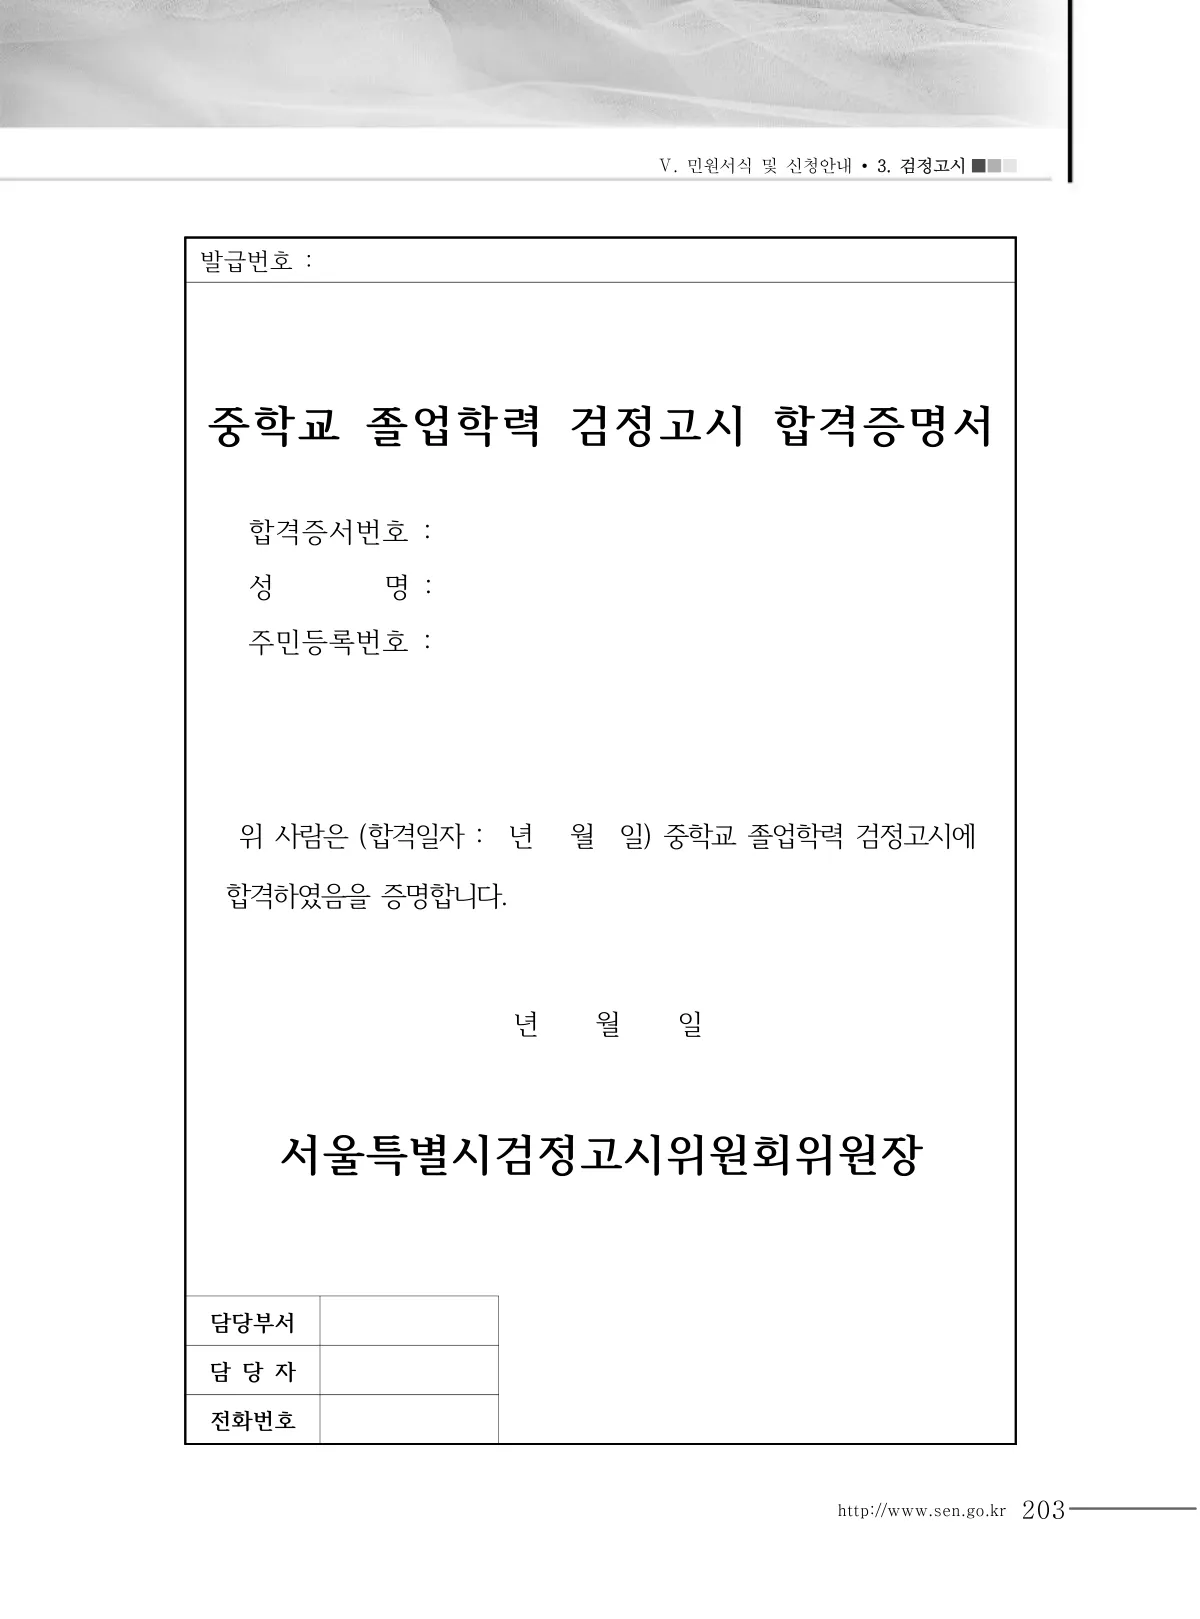 Ⅴ. 민원서식 및 신청안내 • 3. 검정고시
발급번호 :
중학교 졸업학력 검정고시 합격증명서
합격증서번호 :
성 명 :
주민등록번호 :
위 사람은 (합격일자 : 년 월 일) 중학교 졸업학력 검정고시에
합격하였음을 증명합니다.
년 월 일
서울특별시검정고시위원회위원장
담당부서
담 당 자
전화번호
http://www.sen.go.kr 203